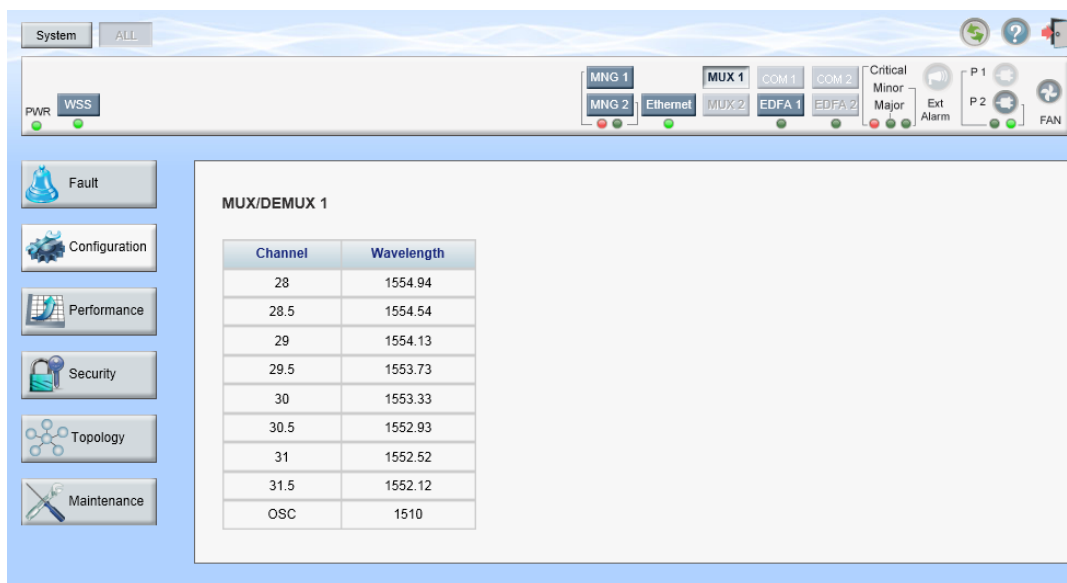 System ALL
PWR WSS
MNG 1 MUX 1 COM 1 COM 2 Critical P 1
Minor
MNG 2 Ethernet MUX 2 EDFA 1 EDFA 2 Major Ext P 2
Alarm FAN
Fault
Configuration
Performance
Security
Topology
Maintenance
MUX/DEMUX 1
Channel Wavelength
28 1554.94
28.5 1554.54
29 1554.13
29.5 1553.73
30 1553.33
30.5 1552.93
31 1552.52
31.5 1552.12
OSC 1510